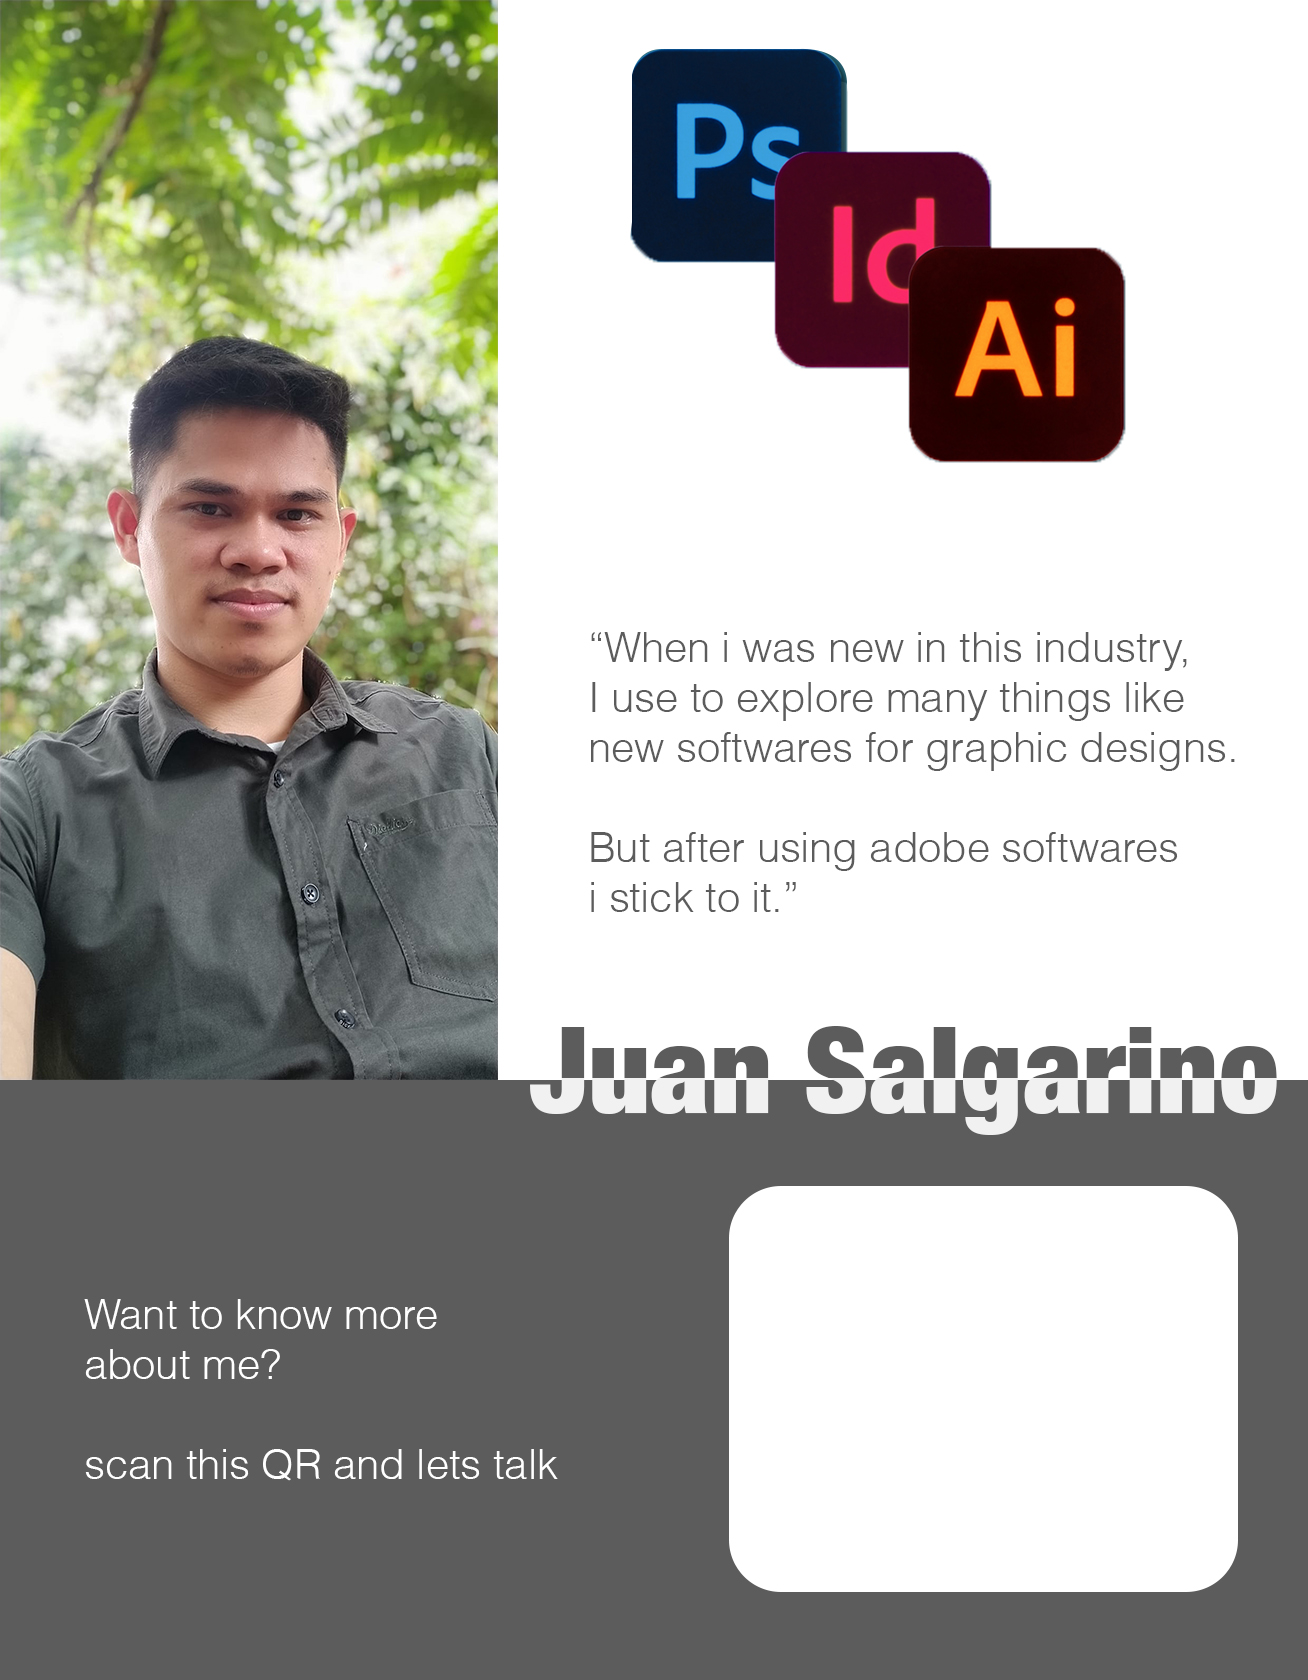 Ps
Id
Ai
“When i was new in this industry,
I use to explore many things like
new softwares for graphic designs.
But after using adobe softwares
i stick to it.”
Juan Salgarino
Want to know more
about me?
scan this QR and lets talk